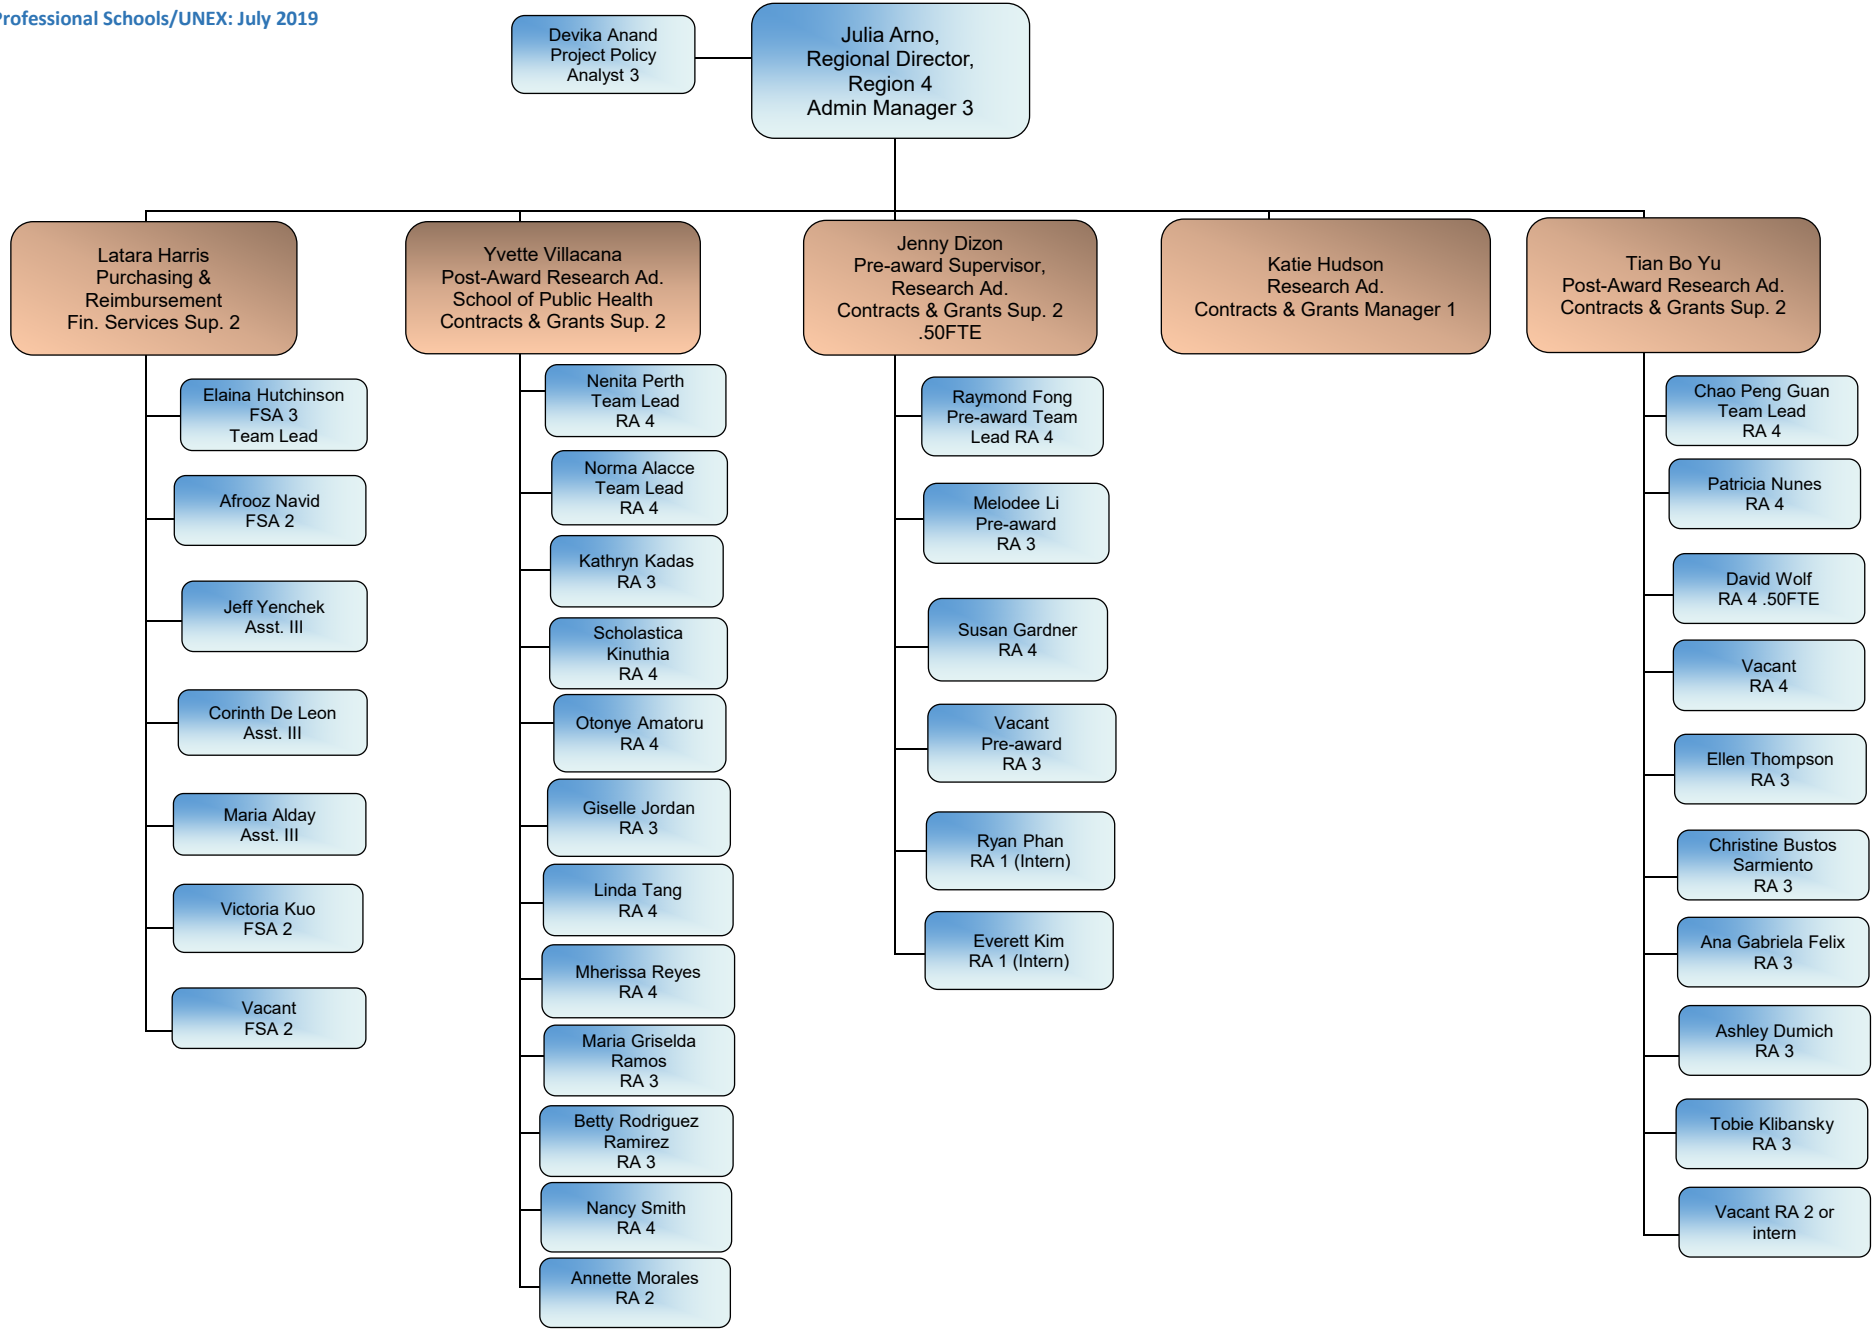 Professional Schools/UNEX: July 2019
Devika Anand
Project Policy
Analyst 3
Julia Arno,
Regional Director,
Region 4
Admin Manager 3
Latara Harris
Purchasing &
Reimbursement
Fin. Services Sup. 2
Yvette Villacana
Post-Award Research Ad.
School of Public Health
Contracts & Grants Sup. 2
Jenny Dizon
Pre-award Supervisor,
Research Ad.
Contracts & Grants Sup. 2
.50FTE
Katie Hudson
Research Ad.
Contracts & Grants Manager 1
Tian Bo Yu
Post-Award Research Ad.
Contracts & Grants Sup. 2
Elaina Hutchinson
FSA 3
Team Lead
Afrooz Navid
FSA 2
Jeff Yenchek
Asst. III
Corinth De Leon
Asst. III
Maria Alday
Asst. III
Victoria Kuo
FSA 2
Vacant
FSA 2
Nenita Perth
Team Lead
RA 4
Norma Alacce
Team Lead
RA 4
Kathryn Kadas
RA 3
Scholastica
Kinuthia
RA 4
Otonye Amatoru
RA 4
Giselle Jordan
RA 3
Linda Tang
RA 4
Mherissa Reyes
RA 4
Maria Griselda
Ramos
RA 3
Betty Rodriguez
Ramirez
RA 3
Nancy Smith
RA 4
Annette Morales
RA 2
Raymond Fong
Pre-award Team
Lead RA 4
Melodee Li
Pre-award
RA 3
Susan Gardner
RA 4
Vacant
Pre-award
RA 3
Ryan Phan
RA 1 (Intern)
Everett Kim
RA 1 (Intern)
Chao Peng Guan
Team Lead
RA 4
Patricia Nunes
RA 4
David Wolf
RA 4 .50FTE
Vacant
RA 4
Ellen Thompson
RA 3
Christine Bustos
Sarmiento
RA 3
Ana Gabriela Felix
RA 3
Ashley Dumich
RA 3
Tobie Klibansky
RA 3
Vacant RA 2 or
intern